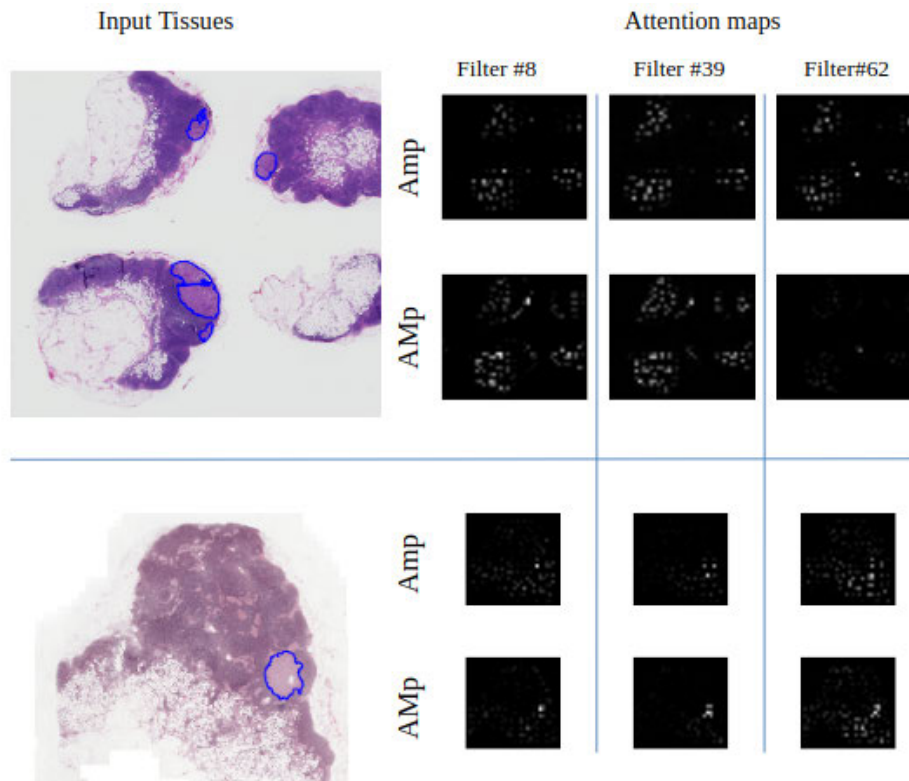 Input Tissues
Attention maps
Filter #8
Filter #39
Filter#62
Amp
AMp
Amp
AMp